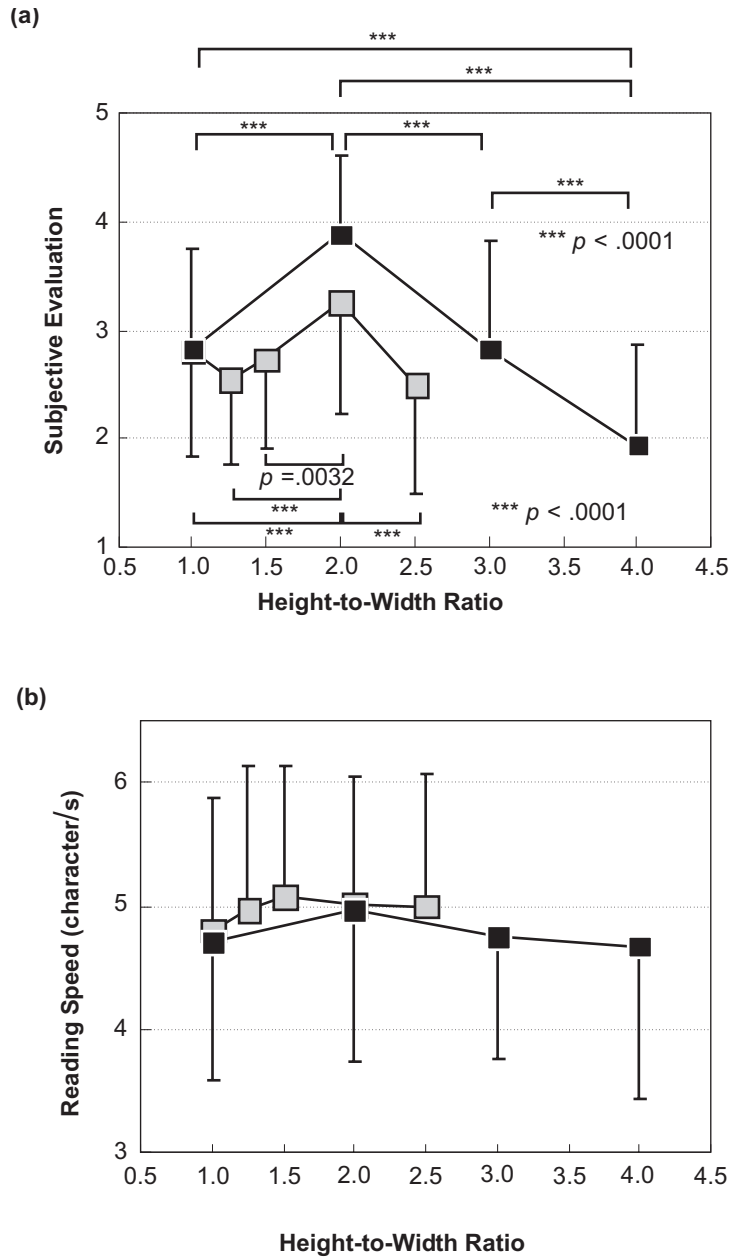 (a)
***
***
5
***
***
***
4
*** p < .0001
3
Subjective Evaluation
2
p =.0032
***
*** p < .0001
***
***
1
0.5 1.0 1.5 2.0 2.5 3.0 4.0 4.5
Height-to-Width Ratio
(b)
6
5
Reading Speed (character/s)
4
3
0.5 1.0 1.5 2.0 2.5 3.0 3.5 4.0 4.5
Height-to-Width Ratio